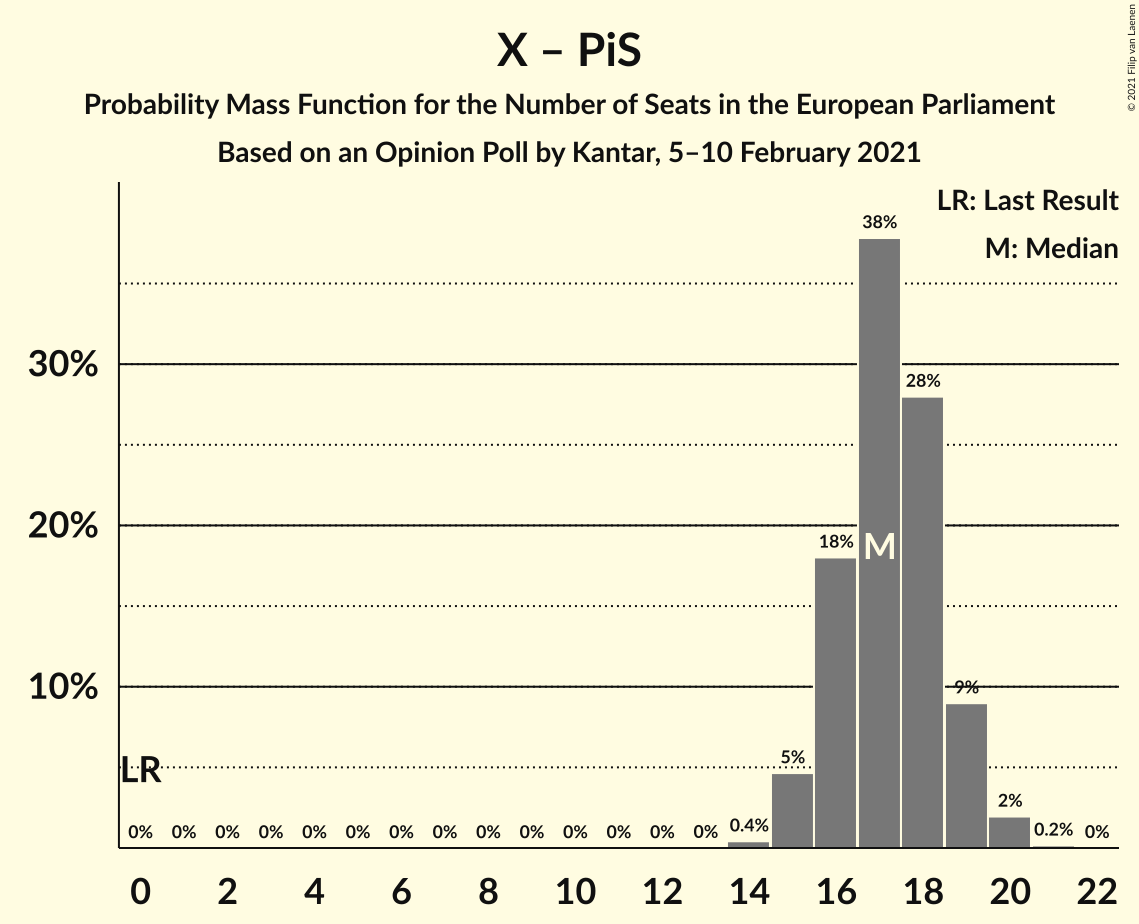 X – PiS
Probability Mass Function for the Number of Seats in the European Parliament
Based on an Opinion Poll by Kantar, 5–10 February 2021
© 2021 Filip van Laenen
LR: Last Result
M: Median
38%
30%
28%
20%
18%
M
10%
9%
5%
LR
2%
0% 0% 0% 0% 0% 0% 0% 0% 0% 0% 0% 0% 0% 0% 0.4% 0.2% 0%
0 2 4 6 8 10 12 14 16 18 20 22